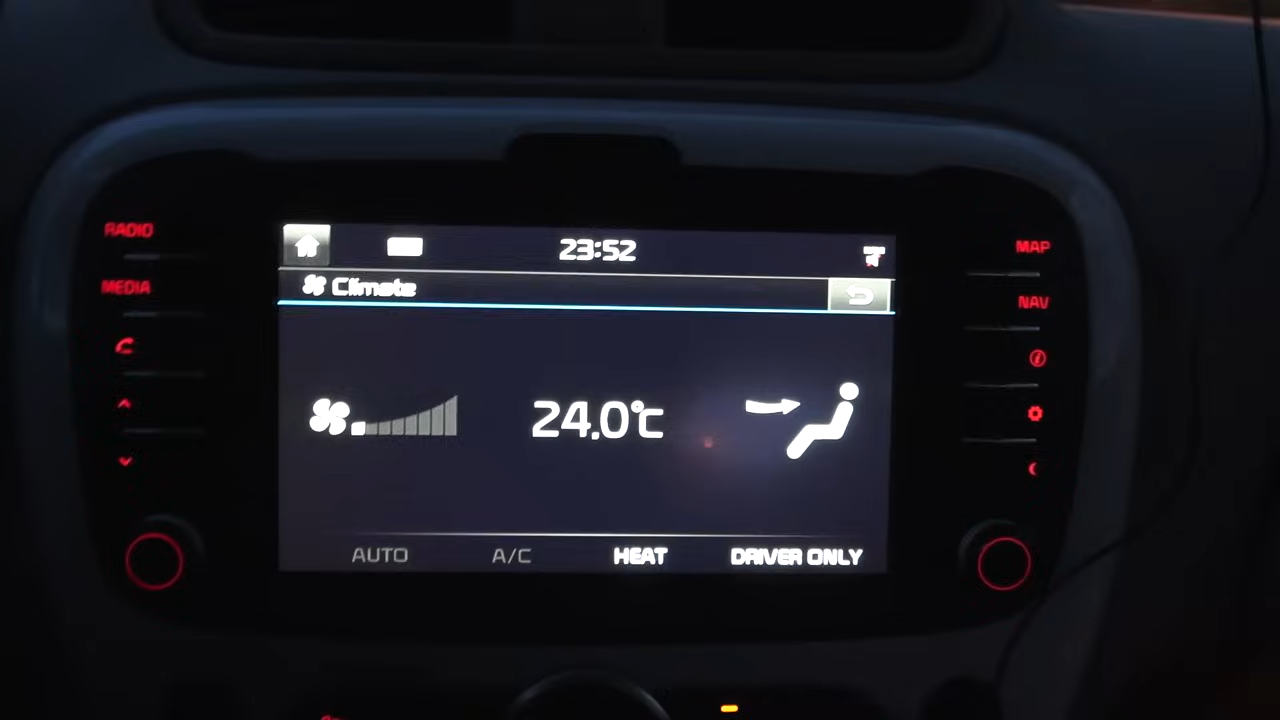 RADIO
MEDIA
23:52
Climate
24.0°C
AUTO A/C HEAT DRIVER ONLY
MAP
NAV